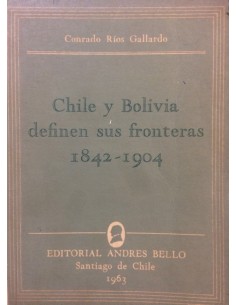 Conrado Ríos Gallardo
Chile y Bolivia
definen sus fronteras
1842-1904
EDITORIAL ANDRES BELLO
Santiago de Chile
1963